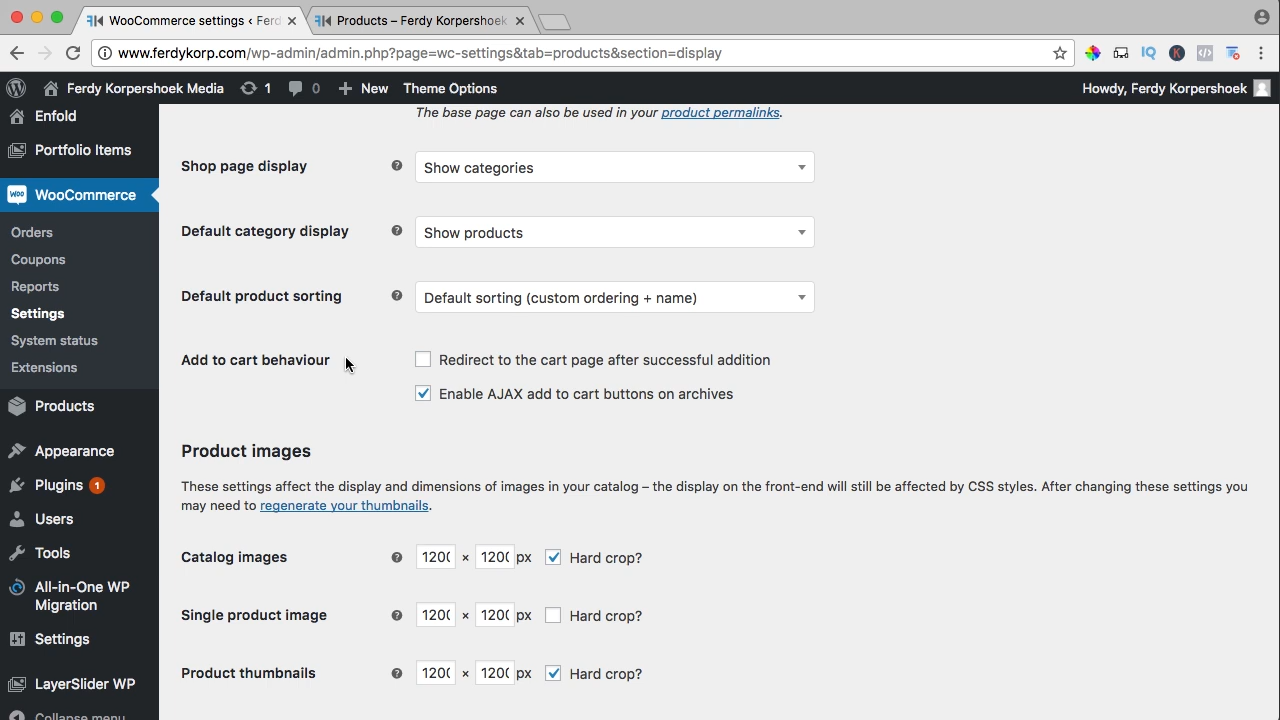 WooCommerce settings ‹ Ferd
Products – Ferdy Korpershoek
www.ferdykorp.com/wp-admin/admin.php?page=wc-settings&tab=products&section=display
Ferdy Korpershoek Media
1
0
New
Theme Options
Howdy, Ferdy Korpershoek
Enfold
Portfolio Items
WooCommerce
Orders
Coupons
Reports
Settings
System status
Extensions
Products
Appearance
Plugins 1
Users
Tools
All-in-One WP
Migration
Settings
LayerSlider WP
Collapse menu
The base page can also be used in your product permalinks.
Shop page display
Show categories
Default category display
Show products
Default product sorting
Default sorting (custom ordering + name)
Add to cart behaviour
Redirect to the cart page after successful addition
Enable AJAX add to cart buttons on archives
Product images
These settings affect the display and dimensions of images in your catalog – the display on the front-end will still be affected by CSS styles. After changing these settings you
may need to regenerate your thumbnails.
Catalog images
1200 × 1200 px Hard crop?
Single product image
1200 × 1200 px Hard crop?
Product thumbnails
1200 × 1200 px Hard crop?